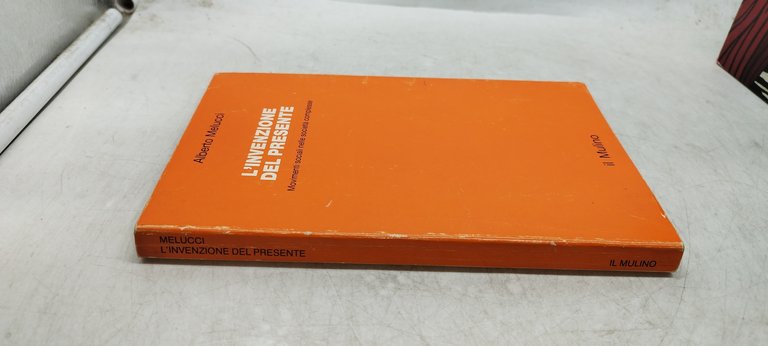 Alberto Melucci
L'INVENZIONE
DEL PRESENTE
Movimenti sociali nelle società complesse
il Mulino
MELUCCI
L'INVENZIONE DEL PRESENTE
IL MULINO